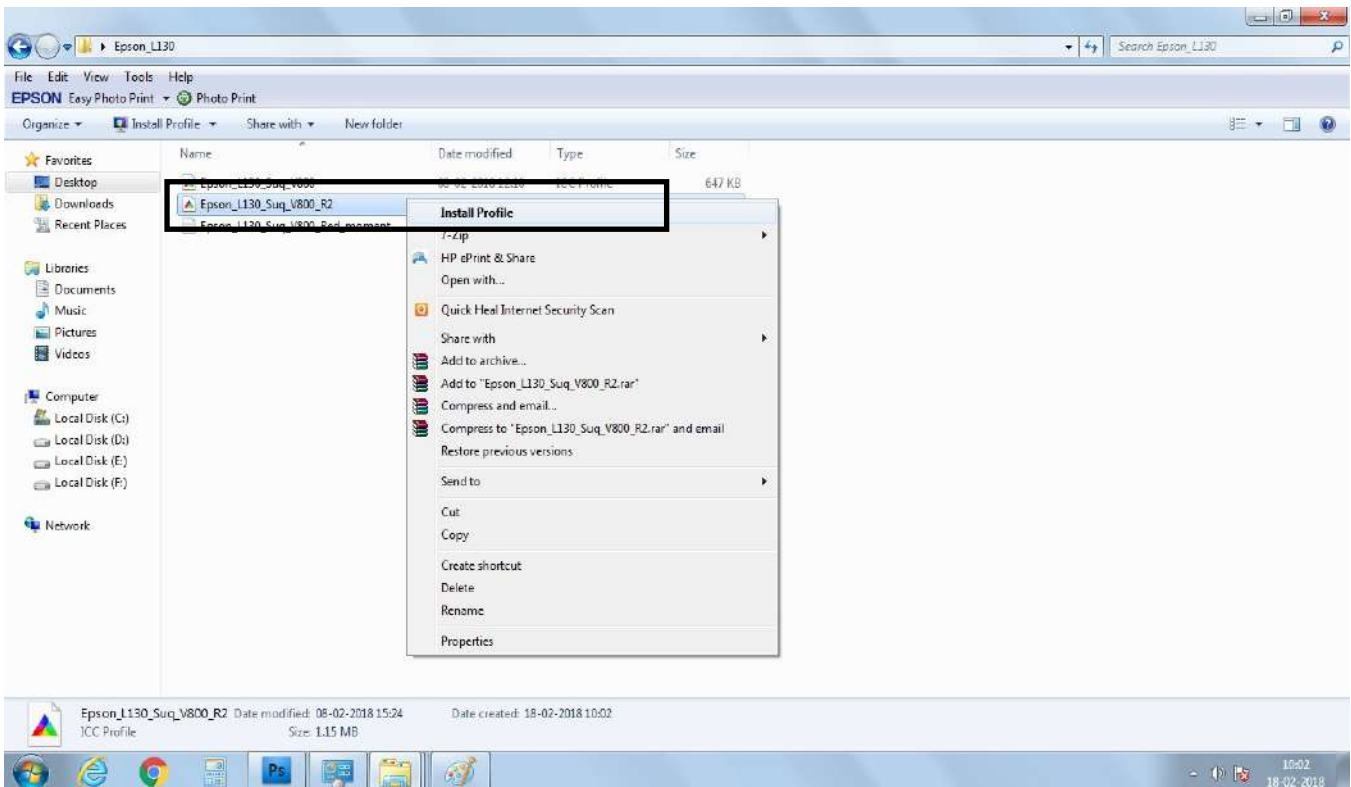 Epson_L130
Search Epson_L130
File Edit View Tools Help
EPSON Easy Photo Print Photo Print
Organize Install Profile Share with New folder
Name Date modified Type Size
Favorites
Desktop
Downloads
Recent Places
Libraries
Documents
Music
Pictures
Videos
Computer
Local Disk (C:)
Local Disk (D:)
Local Disk (E:)
Local Disk (F:)
Network
Epson_L130_Suq_V800 647 KB
Epson_L130_Suq_V800_R2
Epson_L130_Suq_V800_Red_momant
Install Profile
7-Zip
HP ePrint & Share
Open with...
Quick Heal Internet Security Scan
Share with
Add to archive...
Add to "Epson_L130_Suq_V800_R2.rar"
Compress and email...
Compress to "Epson_L130_Suq_V800_R2.rar" and email
Restore previous versions
Send to
Cut
Copy
Create shortcut
Delete
Rename
Properties
Epson_L130_Suq_V800_R2 Date modified: 08-02-2018 15:24 Date created: 18-02-2018 10:02
ICC Profile Size: 1.15 MB
Ps
10:02
18-02-2018